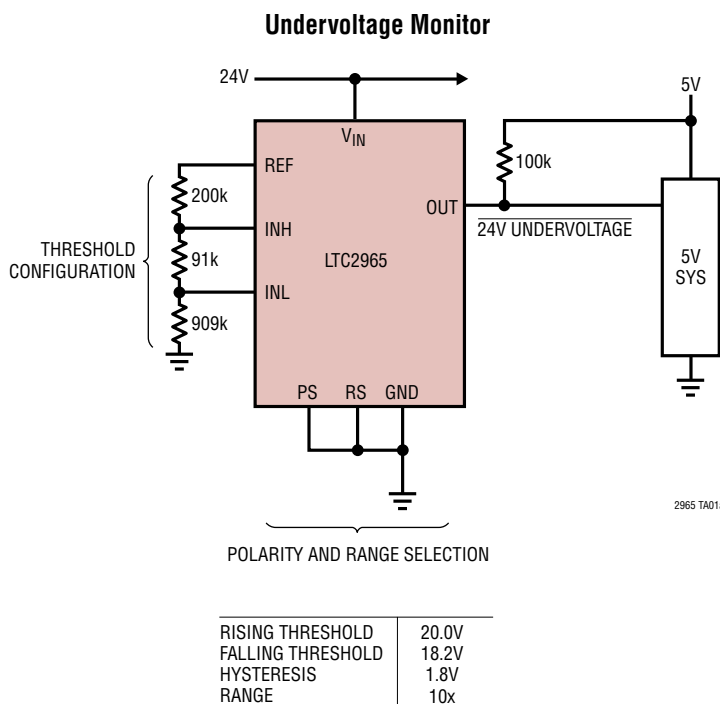 Undervoltage Monitor
24V
5V
VIN
REF
100k
200k
OUT
INH
24V UNDERVOLTAGE
THRESHOLD
CONFIGURATION
91k
LTC2965
5V
SYS
INL
909k
PS RS GND
2965 TA01
POLARITY AND RANGE SELECTION
RISING THRESHOLD 20.0V
FALLING THRESHOLD 18.2V
HYSTERESIS 1.8V
RANGE 10x